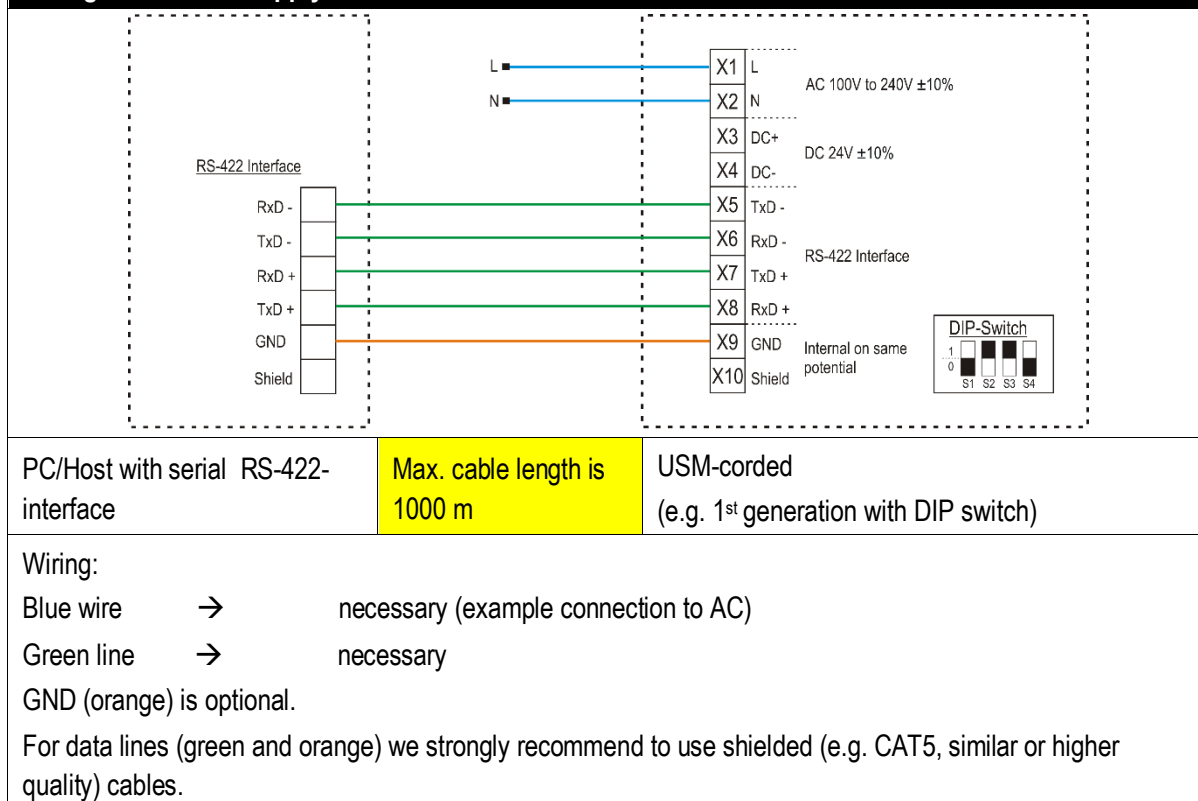 L
N
X1 L
AC 100V to 240V ±10%
X2 N
X3 DC+
DC 24V ±10%
X4 DC-
RS-422 Interface
RxD - X5 TxD -
TxD - X6 RxD -
RS-422 Interface
RxD + X7 TxD +
TxD + X8 RxD +
GND X9 GND
Internal on same
potential
Shield X10 Shield
DIP-Switch
1
0
S1 S2 S3 S4
PC/Host with serial RS-422-
interface
Max. cable length is
1000 m
USM-corded
(e.g. 1st generation with DIP switch)
Wiring:
Blue wire → necessary (example connection to AC)
Green line → necessary
GND (orange) is optional.
For data lines (green and orange) we strongly recommend to use shielded (e.g. CAT5, similar or higher
quality) cables.